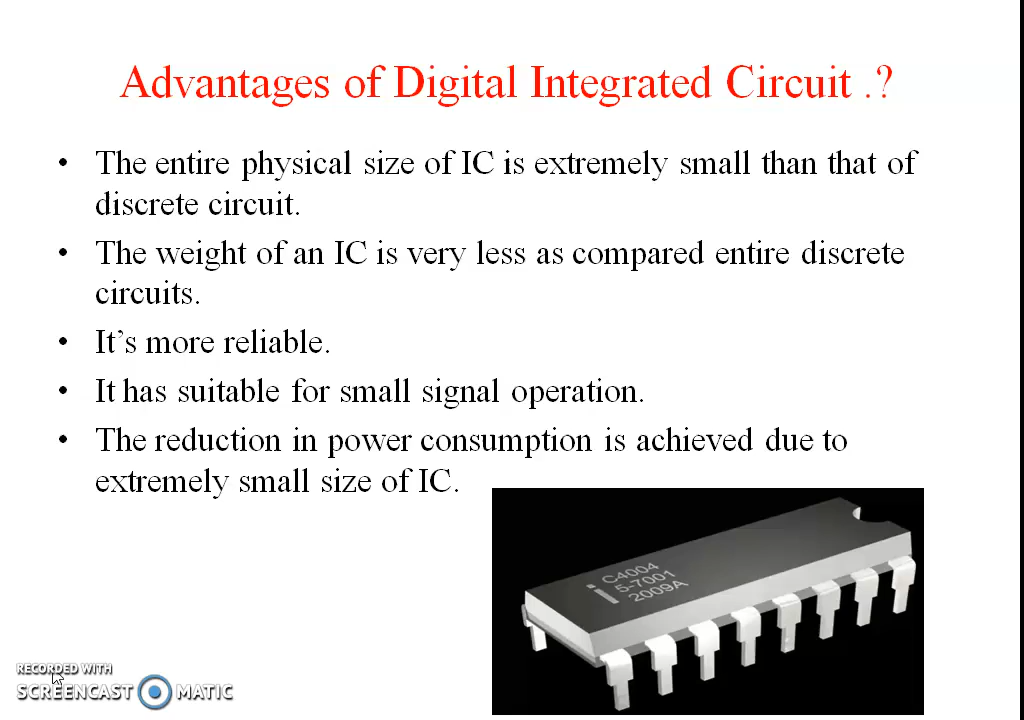 Advantages of Digital Integrated Circuit .?
• The entire physical size of IC is extremely small than that of
discrete circuit.
• The weight of an IC is very less as compared entire discrete
circuits.
• It’s more reliable.
• It has suitable for small signal operation.
• The reduction in power consumption is achieved due to
extremely small size of IC.
i C4004
5-7001
2009A
RECORDED WITH
SCREENCAST MATIC